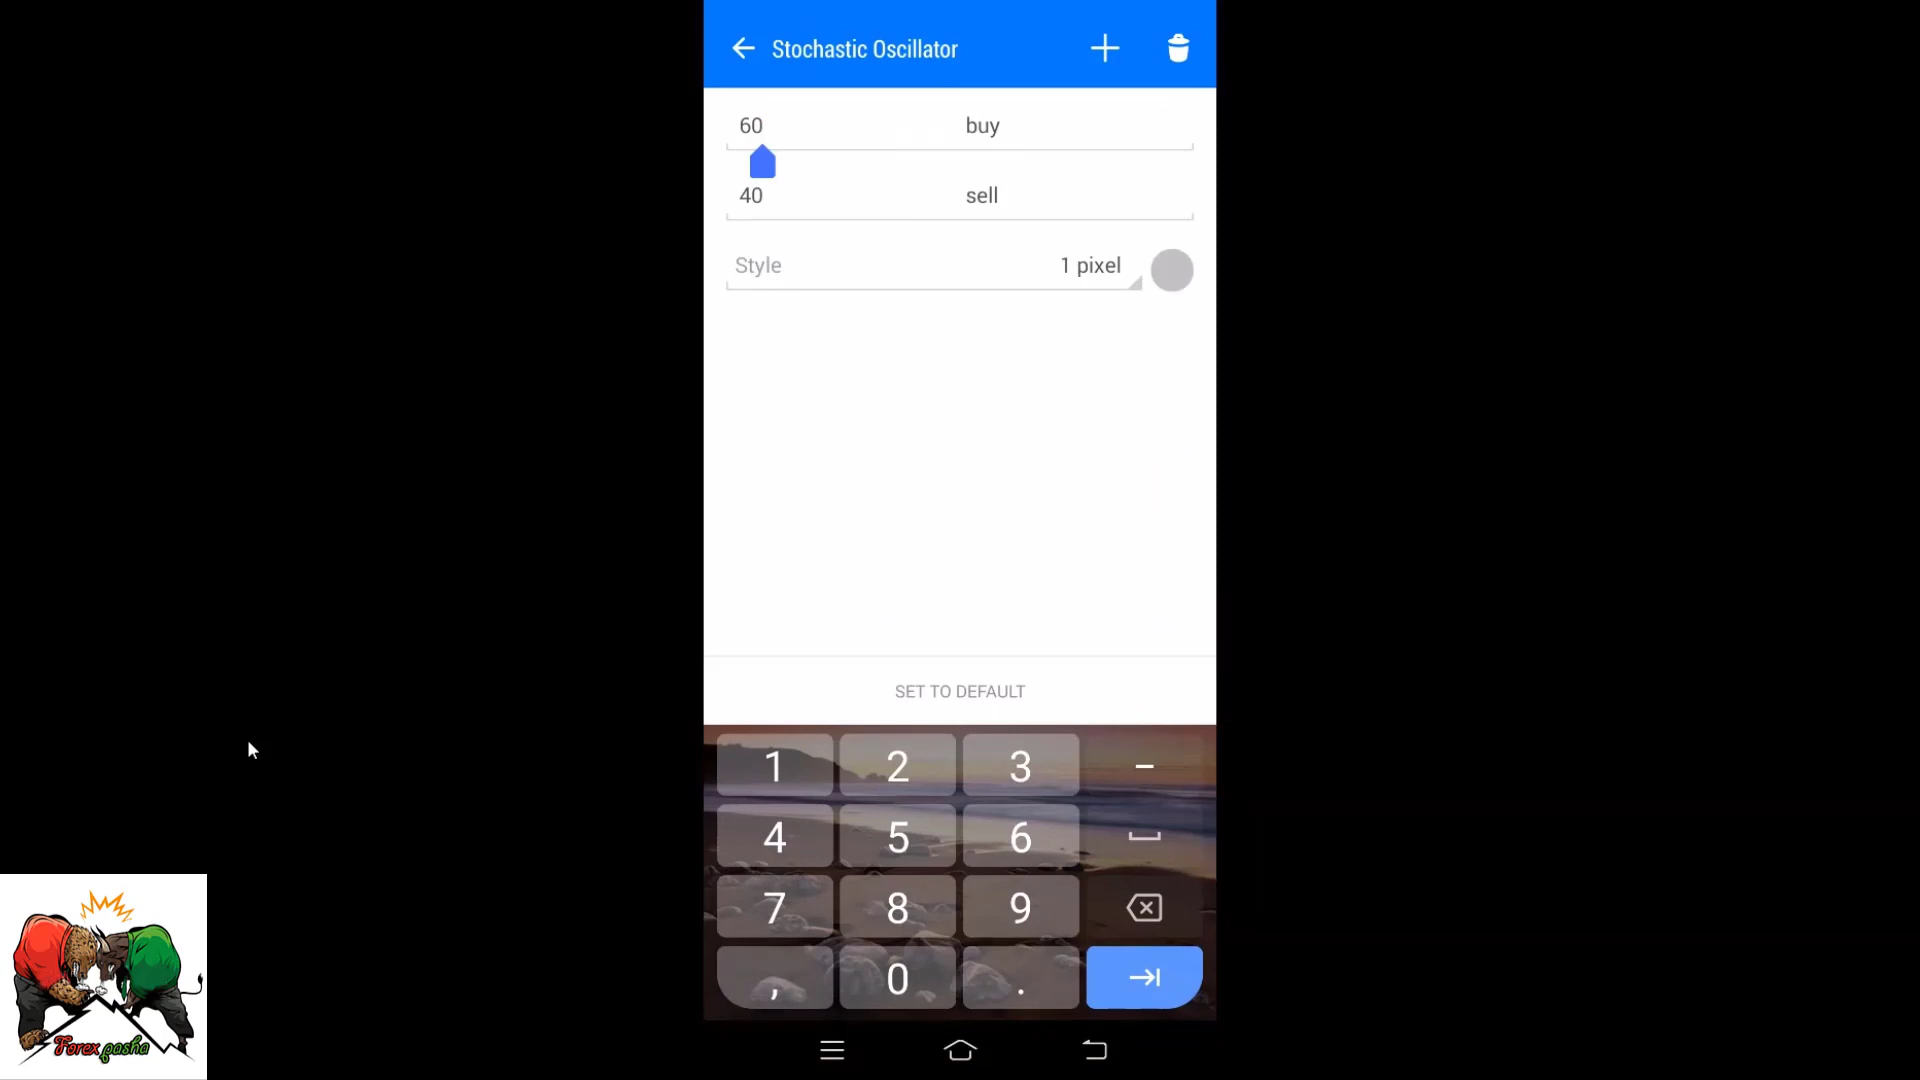 Stochastic Oscillator
60 buy
40 sell
Style 1 pixel
SET TO DEFAULT
1 2 3 -
4 5 6
7 8 9
, 0 .
Forex pasha